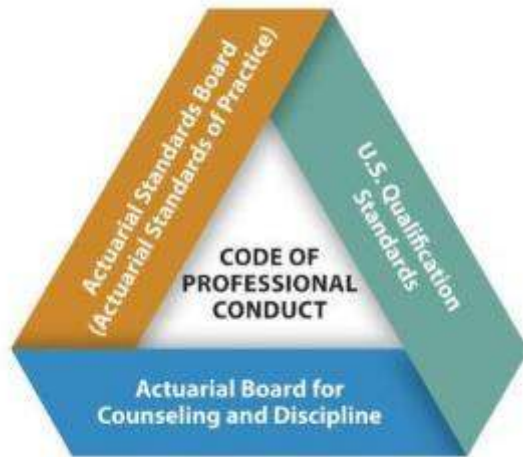 Actuarial Standards Board
(Actuarial Standards of Practice)
U.S. Qualification
Standards
CODE OF
PROFESSIONAL
CONDUCT
Actuarial Board for
Counseling and Discipline